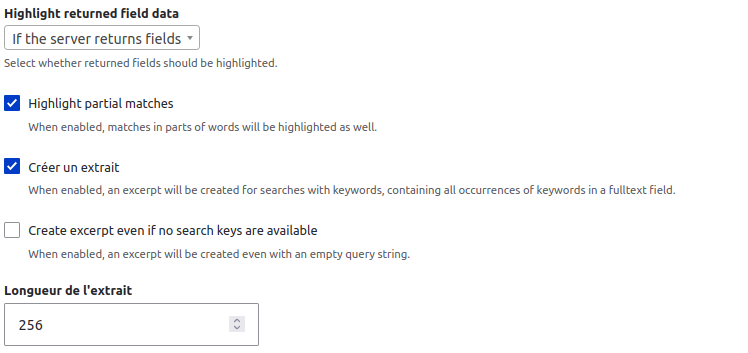 Highlight returned field data
If the server returns fields
Select whether returned fields should be highlighted.
Highlight partial matches
When enabled, matches in parts of words will be highlighted as well.
Créer un extrait
When enabled, an excerpt will be created for searches with keywords, containing all occurrences of keywords in a fulltext field.
Create excerpt even if no search keys are available
When enabled, an excerpt will be created even with an empty query string.
Longueur de l'extrait
256